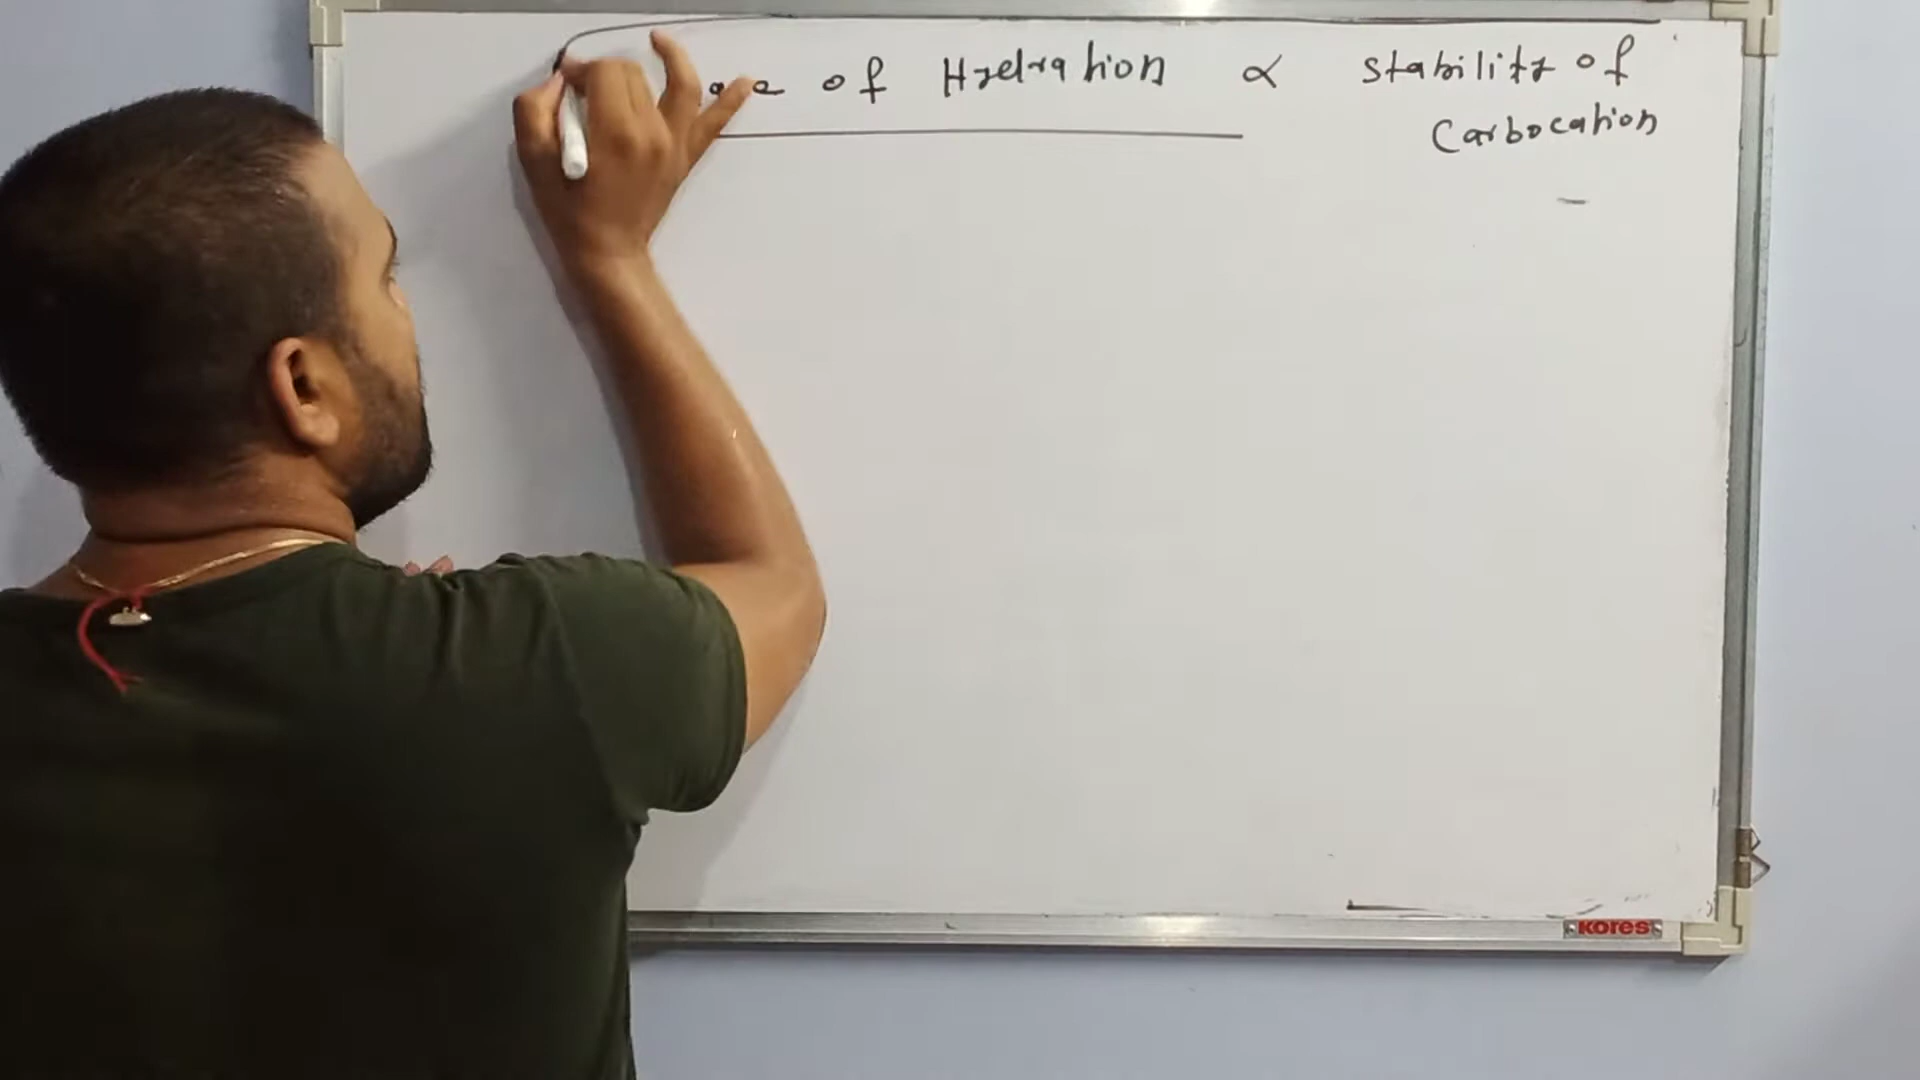 of Hydration ∝ stability of
Carbocation
KORES